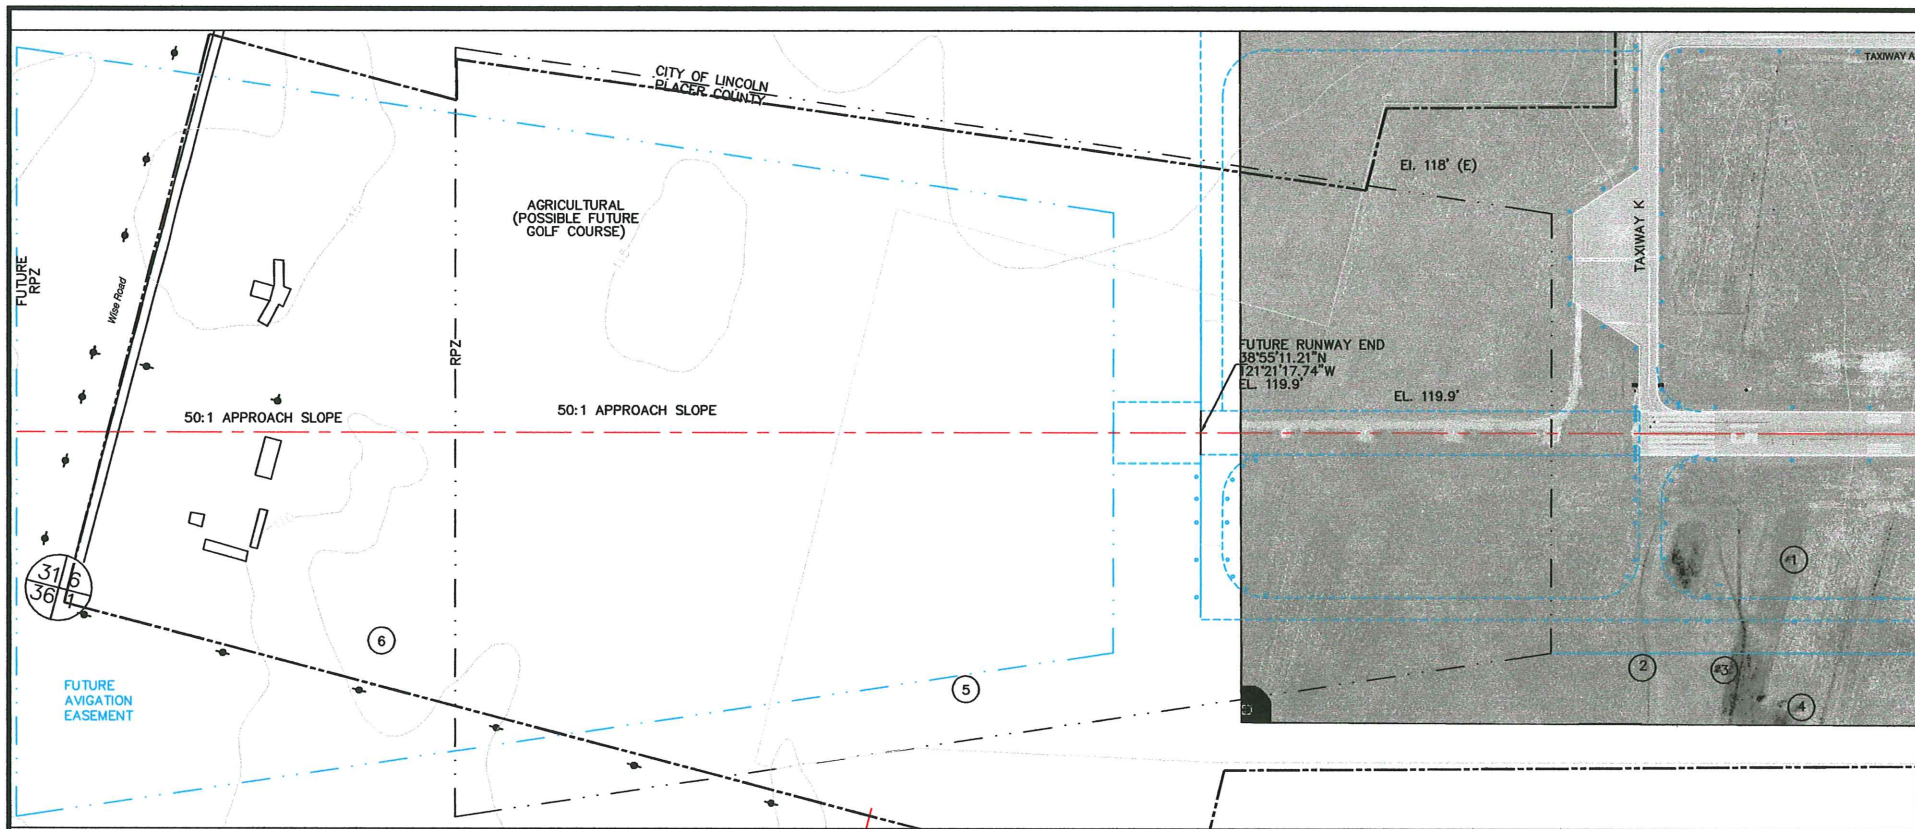 CITY OF LINCOLN
PLACER COUNTY
TAXIWAY A
El. 118' (E)
AGRICULTURAL
(POSSIBLE FUTURE
GOLF COURSE)
TAXIWAY K
FUTURE
RPZ
Wise Road
RPZ
FUTURE RUNWAY END
38°55'11.21"N
121°21'17.74"W
EL. 119.9'
EL. 119.9'
50:1 APPROACH SLOPE
50:1 APPROACH SLOPE
31 6
36 1
1
6
2
3
5
4
FUTURE
AVIGATION
EASEMENT